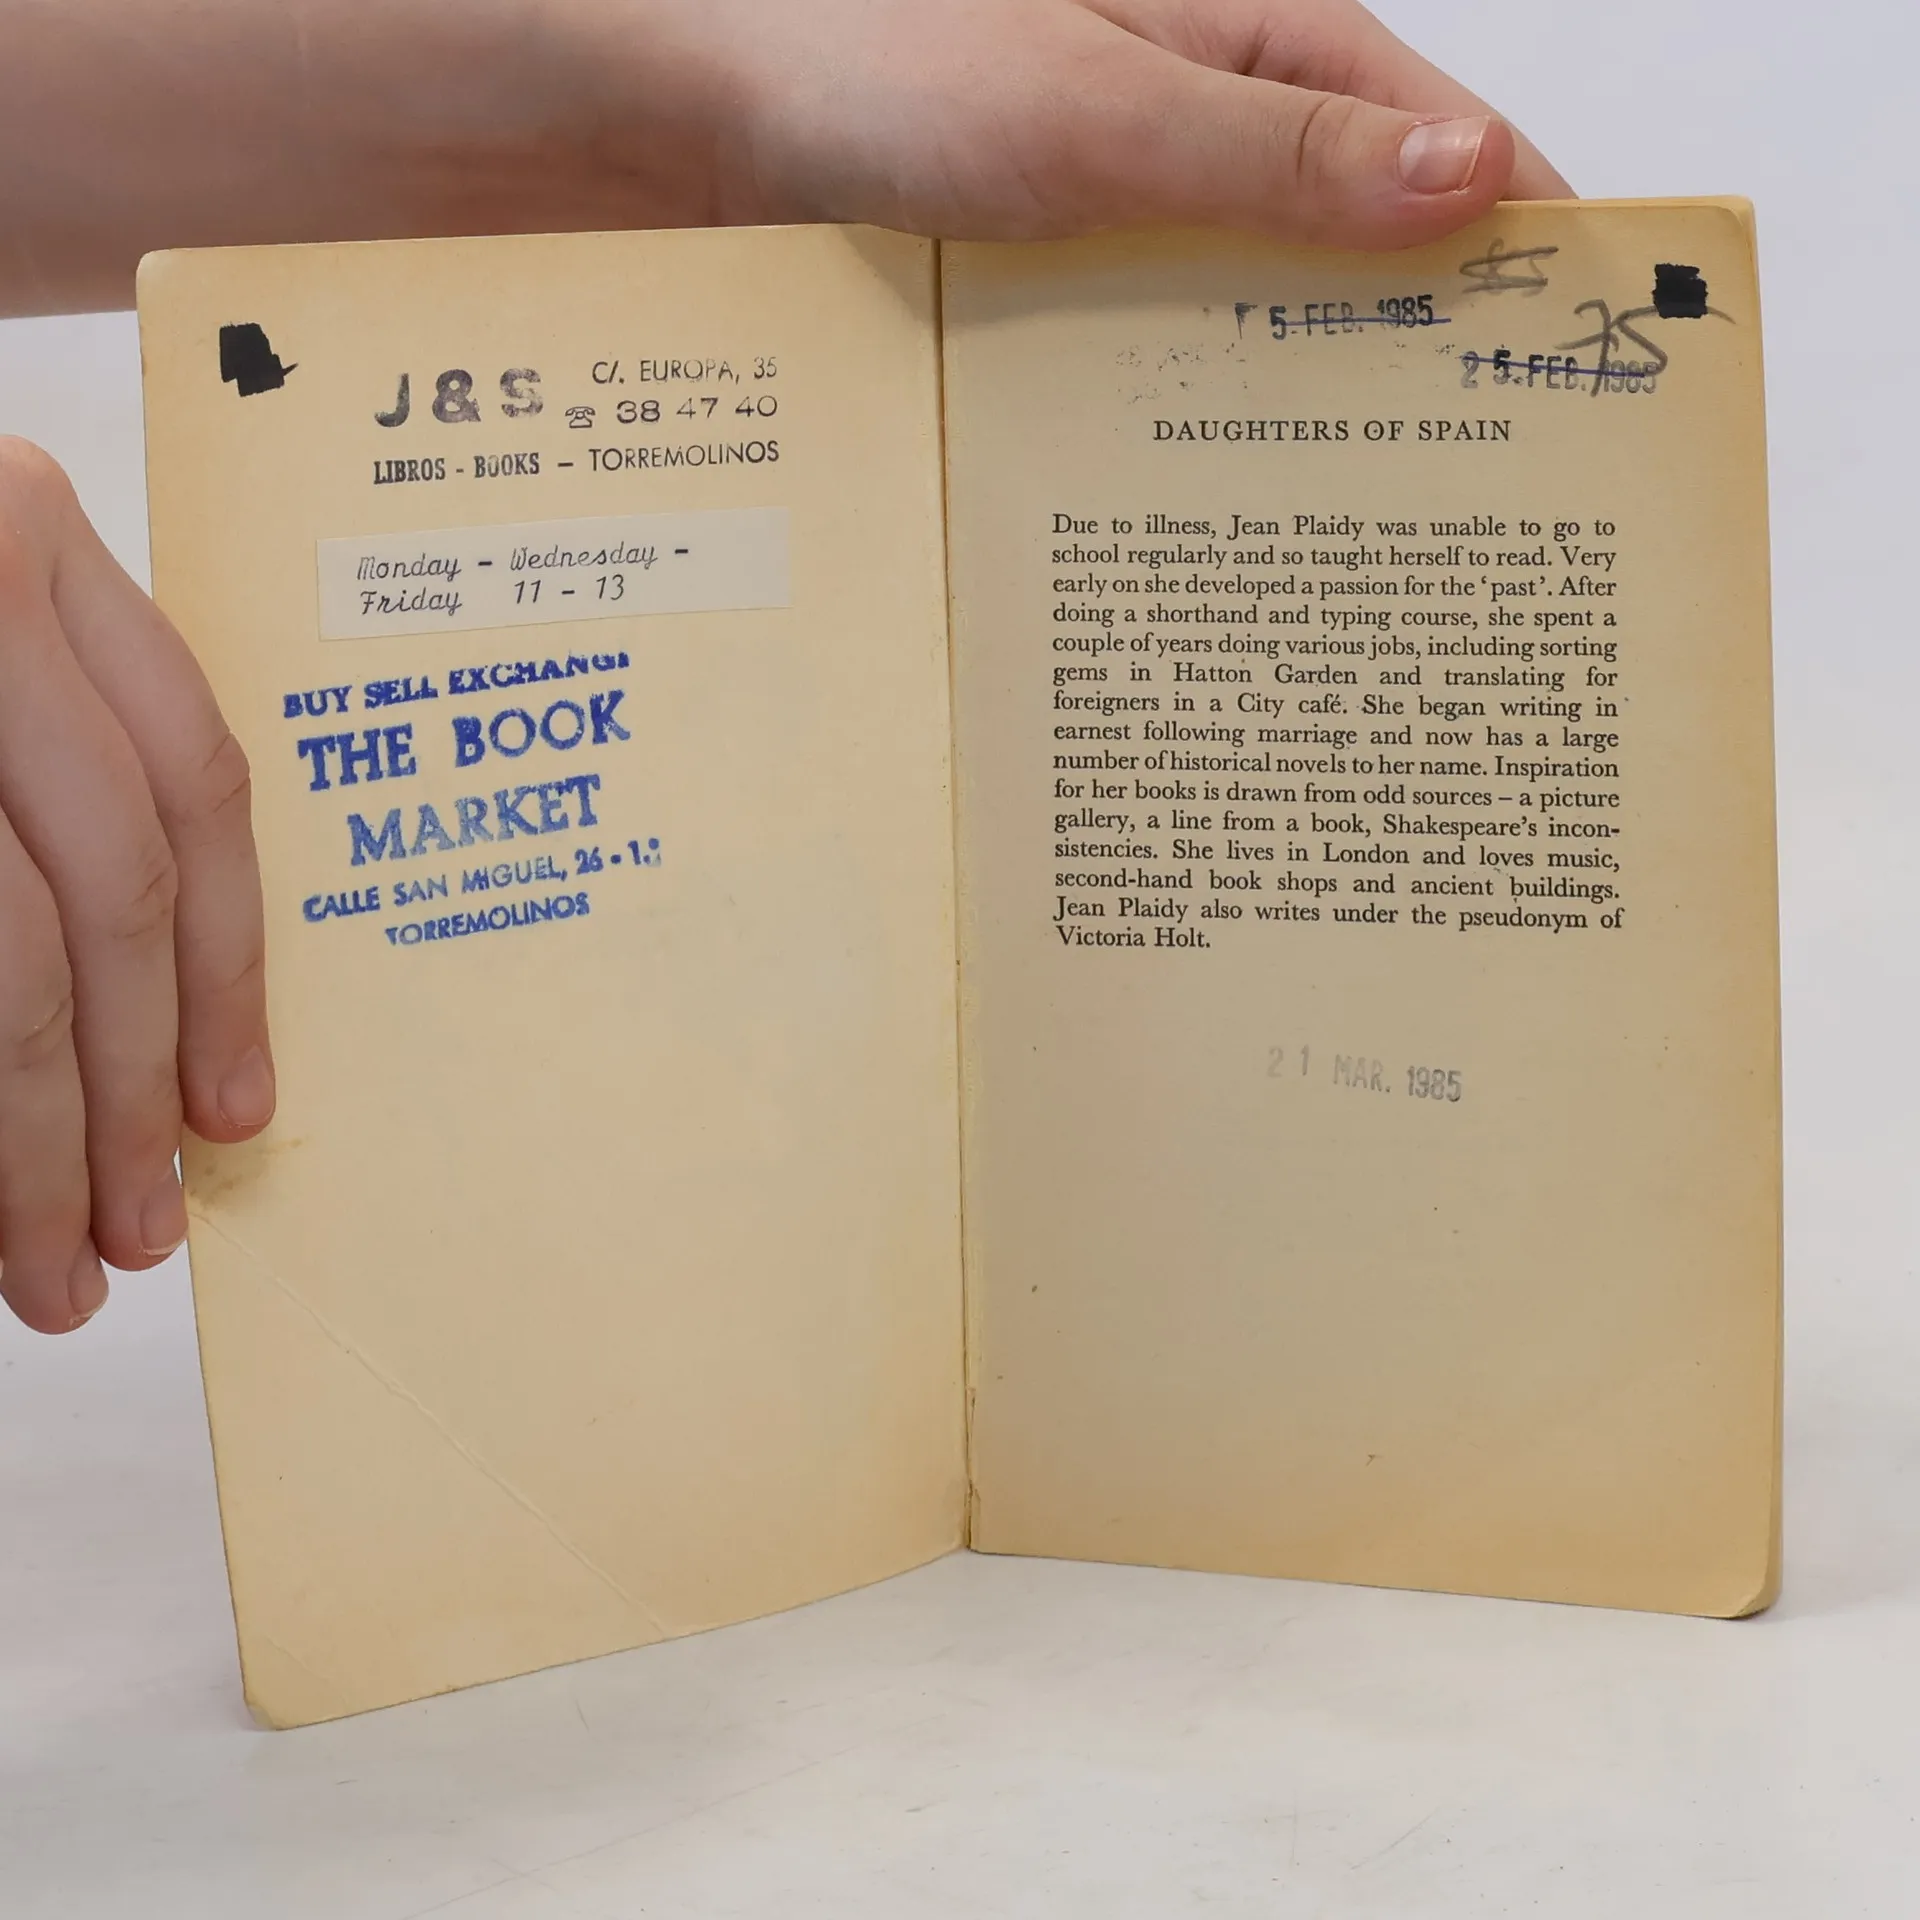 J & S C/. EUROPA, 35
☎ 38 47 40
LIBROS - BOOKS - TORREMOLINOS
Monday - Wednesday -
Friday 11 - 13
BUY SELL EXCHANGE
THE BOOK
MARKET
CALLE SAN MIGUEL, 26 - 1.
TORREMOLINOS
5. FEB. 1985
75
2 5. FEB. 1985
DAUGHTERS OF SPAIN
Due to illness, Jean Plaidy was unable to go to
school regularly and so taught herself to read. Very
early on she developed a passion for the ‘past’. After
doing a shorthand and typing course, she spent a
couple of years doing various jobs, including sorting
gems in Hatton Garden and translating for
foreigners in a City café. She began writing in
earnest following marriage and now has a large
number of historical novels to her name. Inspiration
for her books is drawn from odd sources – a picture
gallery, a line from a book, Shakespeare’s incon-
sistencies. She lives in London and loves music,
second-hand book shops and ancient buildings.
Jean Plaidy also writes under the pseudonym of
Victoria Holt.
21 MAR. 1985